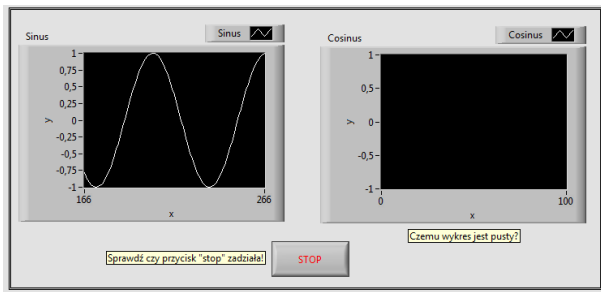 Sinus
Sinus
1
0,75
0,5
0,25
0
-0,25
-0,5
-0,75
-1
y
166
266
x
Cosinus
Cosinus
1
0,5
0
-0,5
-1
y
0
100
x
Czemu wykres jest pusty?
Sprawdź czy przycisk "stop" zadziała!
STOP